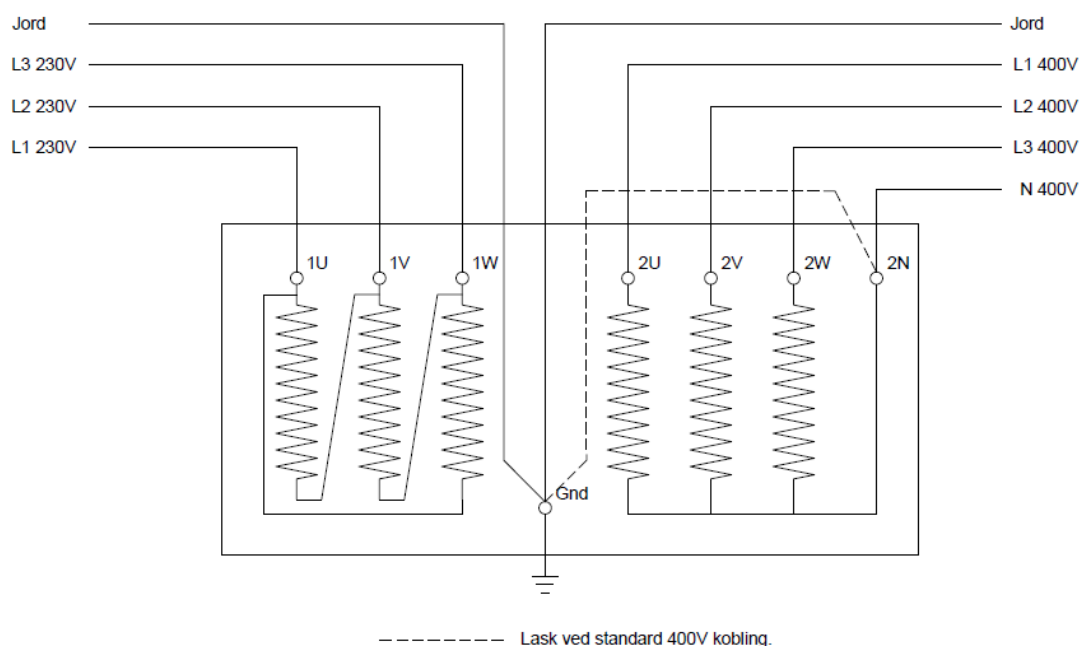 Jord
Jord
L3 230V
L1 400V
L2 230V
L2 400V
L1 230V
L3 400V
N 400V
1U
1V
1W
2U
2V
2W
2N
Gnd
Lask ved standard 400V kobling.